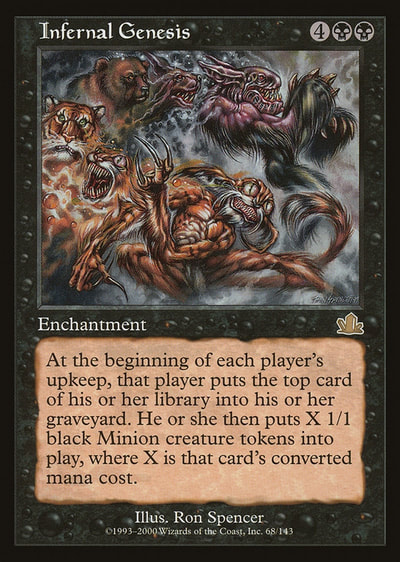 Infernal Genesis 4
Enchantment
At the beginning of each player's
upkeep, that player puts the top card
of his or her library into his or her
graveyard. He or she then puts X 1/1
black Minion creature tokens into
play, where X is that card's converted
mana cost.
Illus. Ron Spencer
©1993–2000 Wizards of the Coast, Inc. 68/143